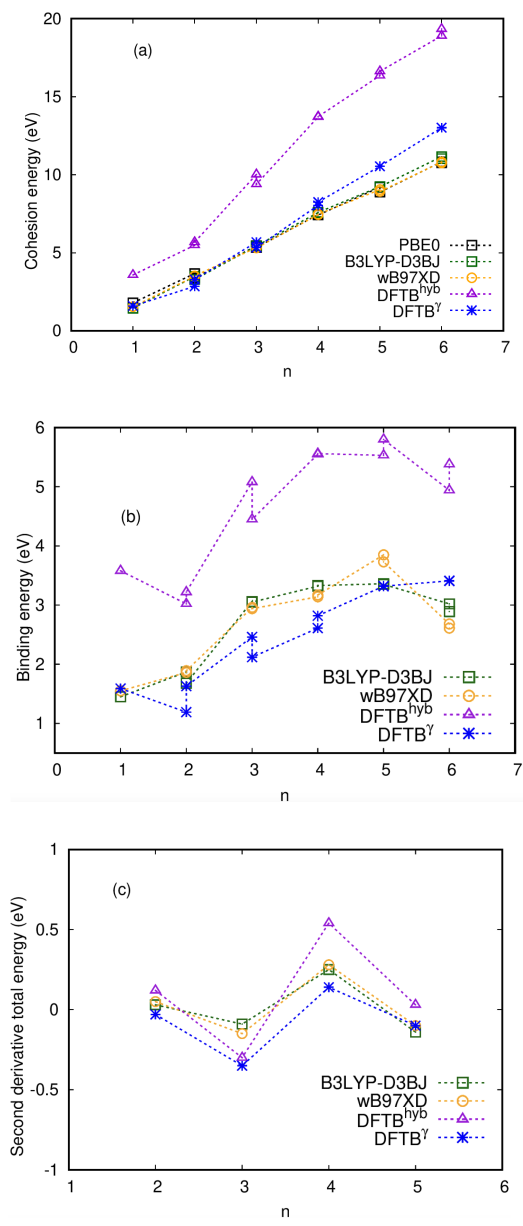 20
15
10
5
0
Cohesion energy (eV)
(a)
PBE0
B3LYP-D3BJ
wB97XD
DFTB^hyb
DFTB^γ
0 1 2 3 4 5 6 7
n
6
5
4
3
2
1
Binding energy (eV)
(b)
B3LYP-D3BJ
wB97XD
DFTB^hyb
DFTB^γ
0 1 2 3 4 5 6 7
n
1
0.5
0
-0.5
-1
Second derivative total energy (eV)
(c)
B3LYP-D3BJ
wB97XD
DFTB^hyb
DFTB^γ
1 2 3 4 5 6
n